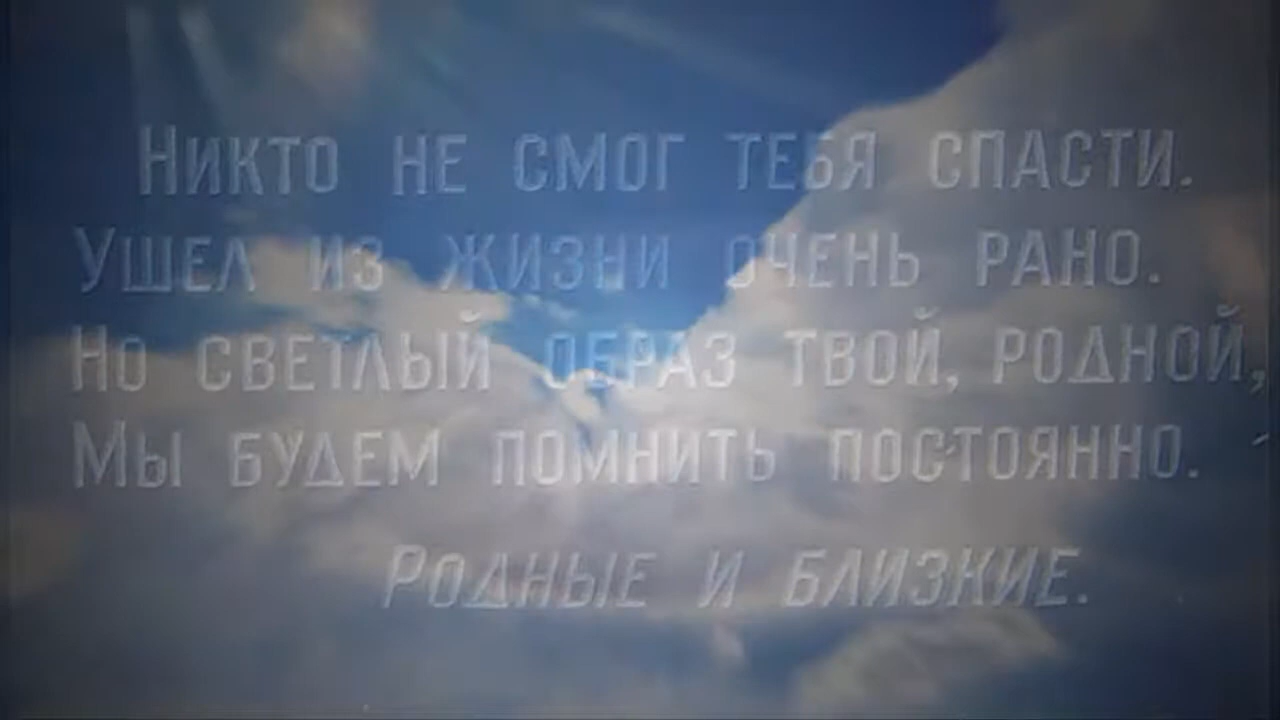 Никто не смог тебя спасти.
Ушел из жизни очень рано.
Но светлый образ твой, родной,
Мы будем помнить постоянно.
Родные и близкие.